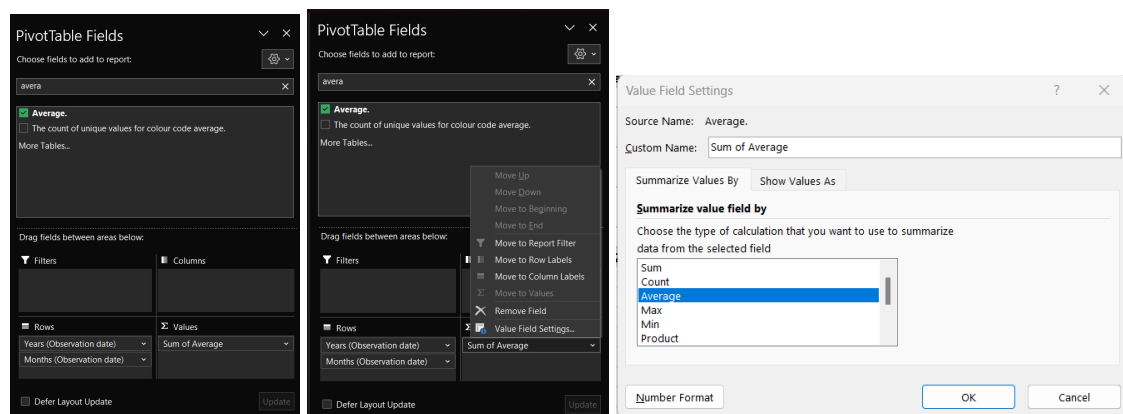 PivotTable Fields
Choose fields to add to report:
avera
Average.
The count of unique values for colour code average.
More Tables...
Drag fields between areas below:
Filters
Columns
Rows
Σ Values
Years (Observation date)
Sum of Average
Months (Observation date)
Defer Layout Update
Update
PivotTable Fields
Choose fields to add to report:
avera
Average.
The count of unique values for colour code average.
More Tables...
Move Up
Move Down
Move to Beginning
Move to End
Move to Report Filter
Move to Row Labels
Move to Column Labels
Σ Move to Values
Remove Field
Value Field Settings...
Drag fields between areas below:
Filters
Rows
Σ
Years (Observation date)
Sum of Average
Months (Observation date)
Defer Layout Update
Update
Value Field Settings
?
Source Name: Average.
Custom Name: Sum of Average
Summarize Values By
Show Values As
Summarize value field by
Choose the type of calculation that you want to use to summarize
data from the selected field
Sum
Count
Average
Max
Min
Product
Number Format
OK
Cancel